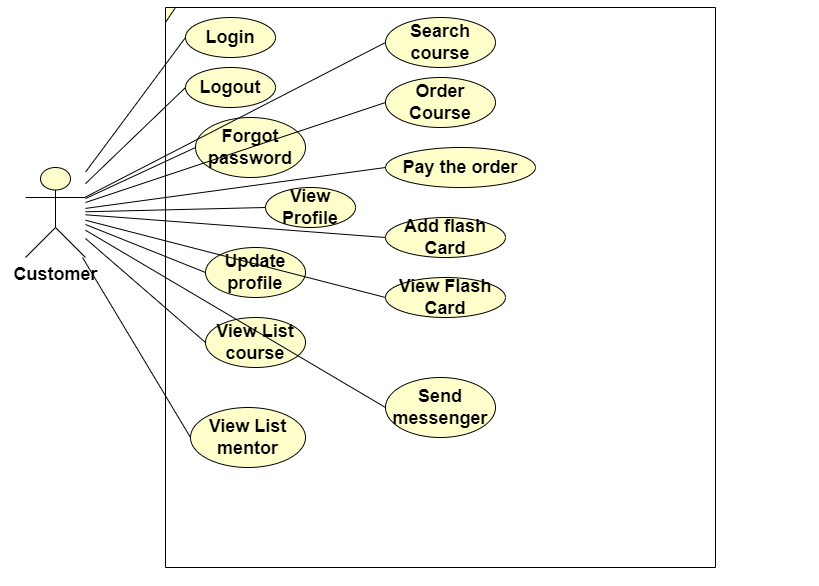 Login
Logout
Forgot
password
View
Profile
Update
profile
View List
course
View List
mentor
Search
course
Order
Course
Pay the order
Add flash
Card
View Flash
Card
Send
messenger
Customer